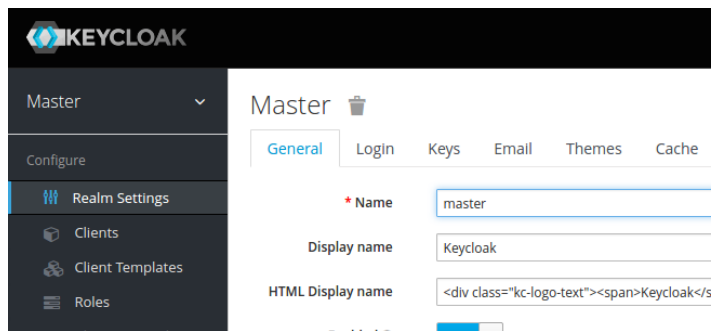 KEYCLOAK
Master
Configure
Realm Settings
Clients
Client Templates
Roles
Master
General Login Keys Email Themes Cache
* Name master
Display name Keycloak
HTML Display name <div class="kc-logo-text"><span>Keycloak</s